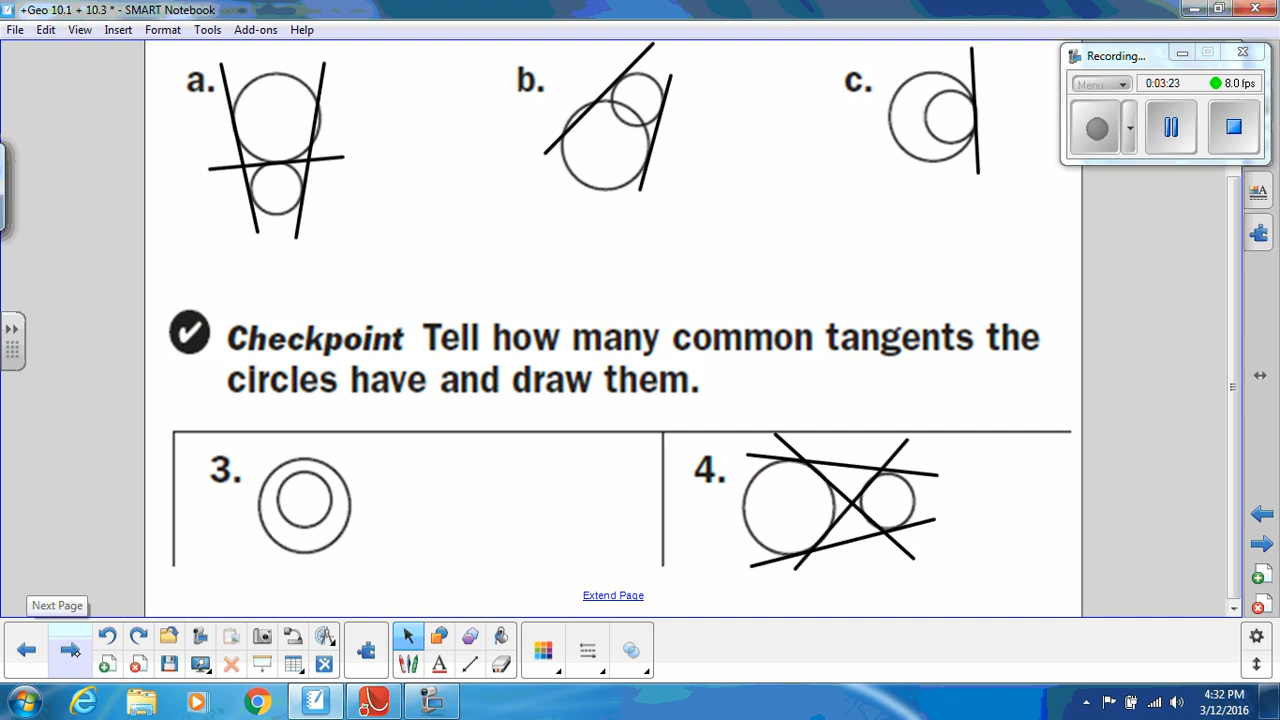 +Geo 10.1 + 10.3 * - SMART Notebook
File Edit View Insert Format Tools Add-ons Help
Recording...
Menu 0:03:23 8.0 fps
a. b. c.
Checkpoint Tell how many common tangents the
circles have and draw them.
3. 4.
Extend Page
Next Page
4:32 PM
3/12/2016